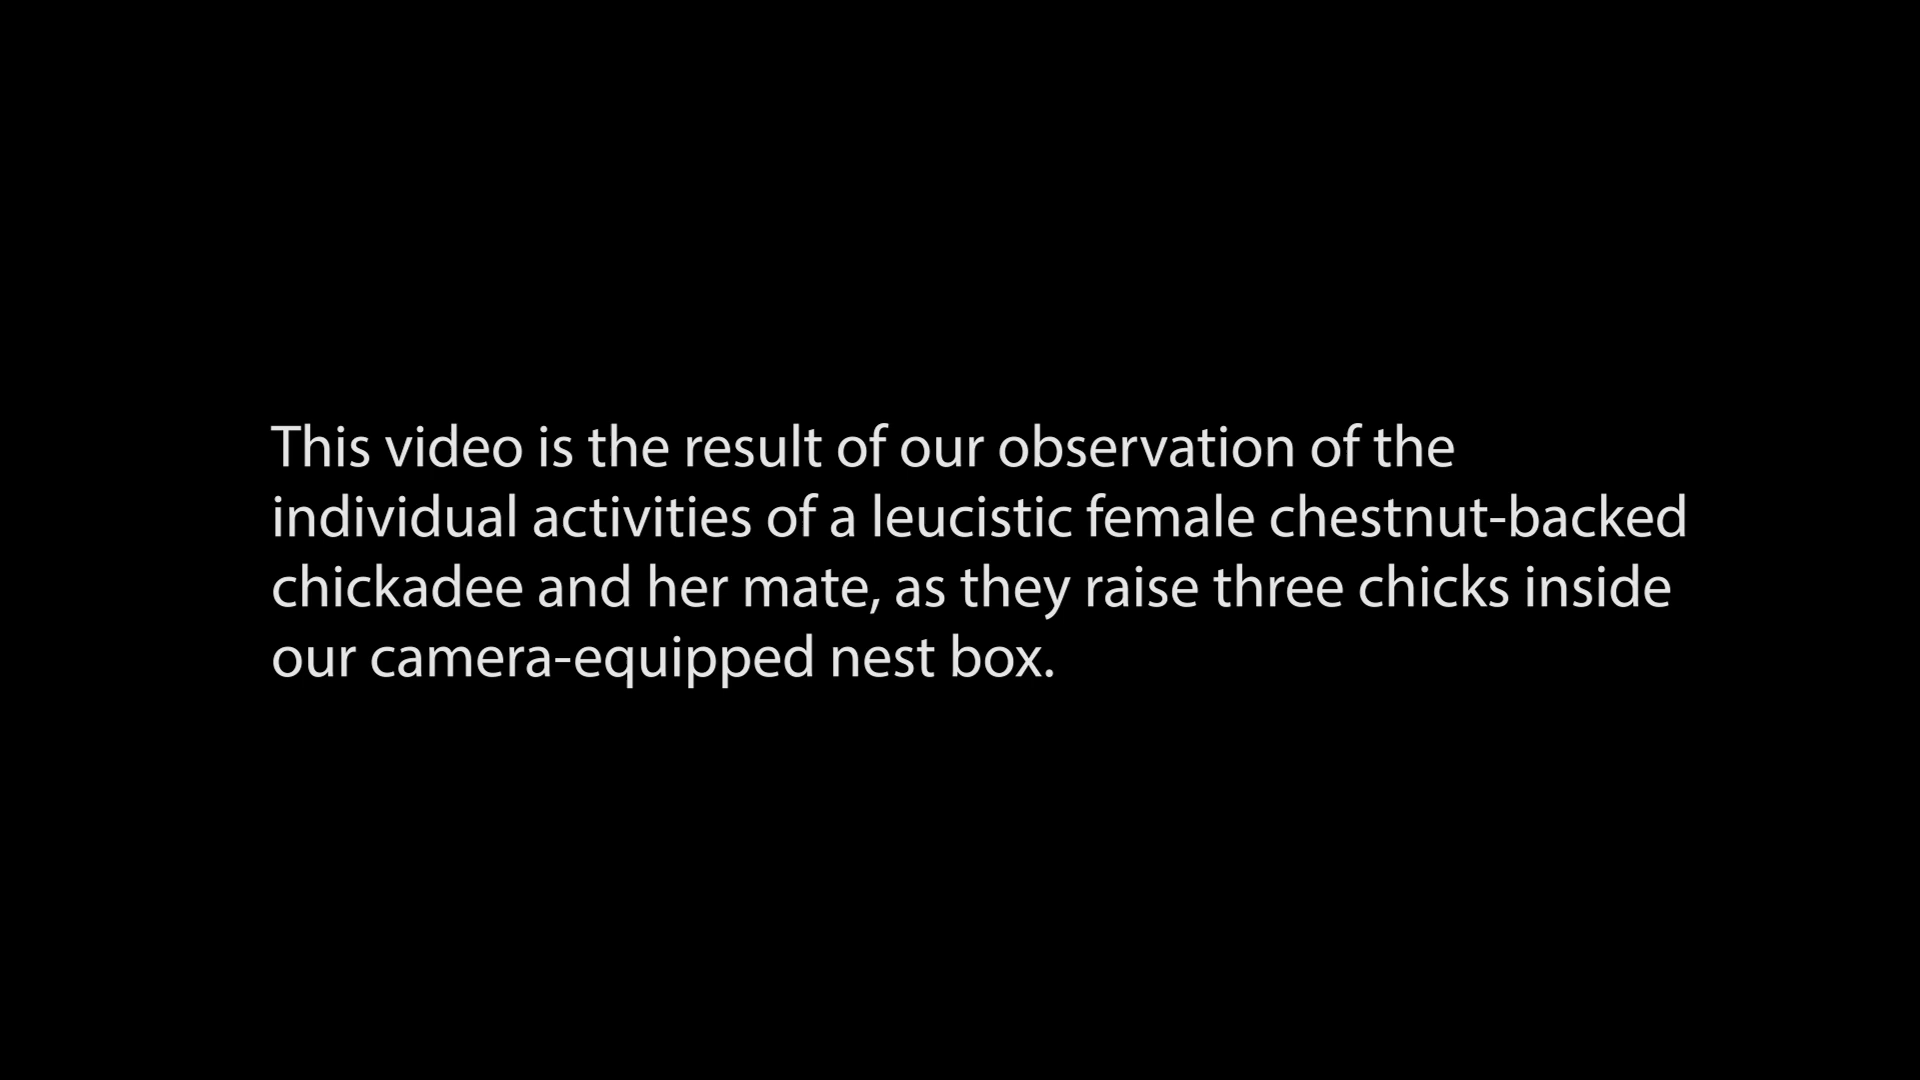 This video is the result of our observation of the
individual activities of a leucistic female chestnut-backed
chickadee and her mate, as they raise three chicks inside
our camera-equipped nest box.